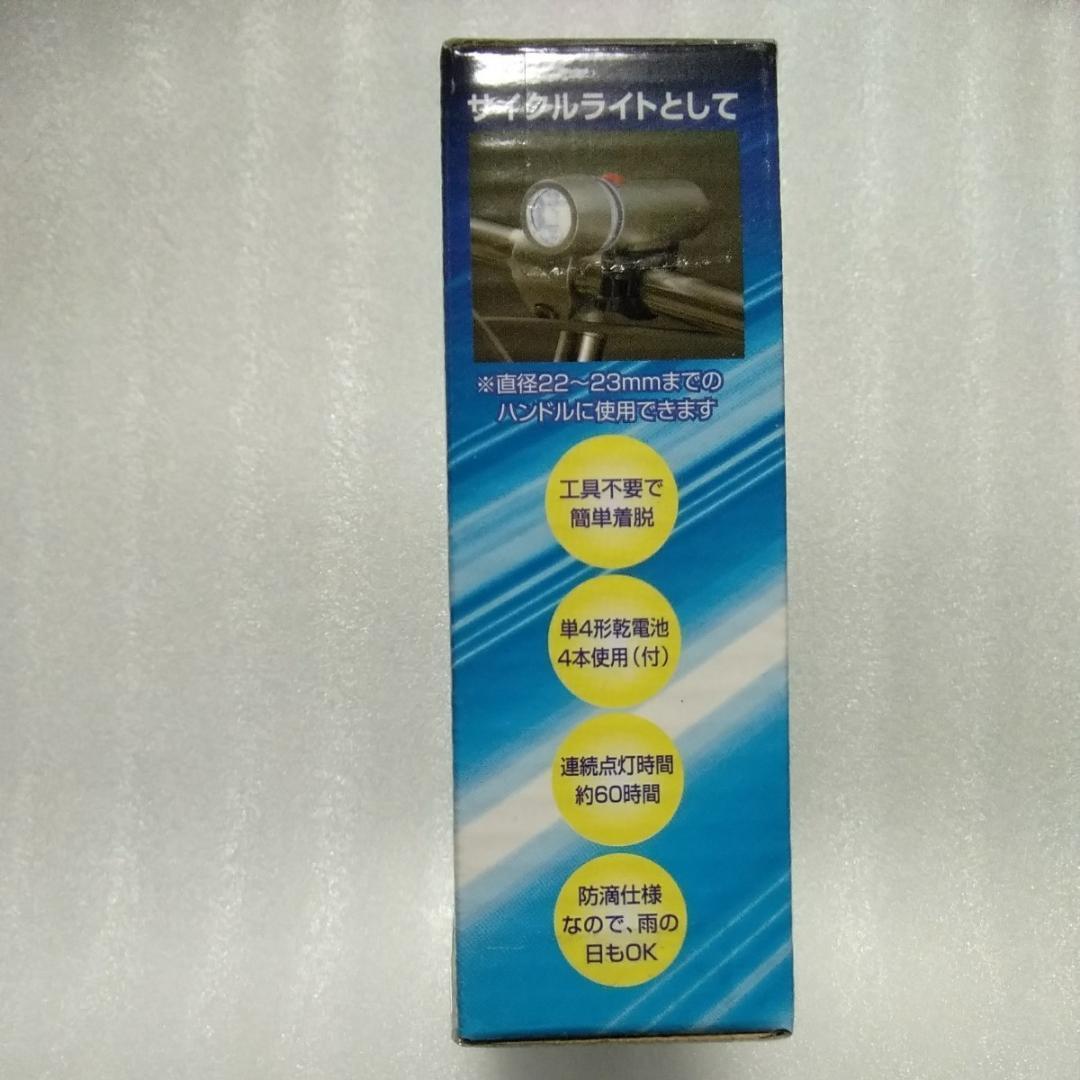 サイクルライトとして
※直径22〜23mmまでの
ハンドルに使用できます
工具不要で
簡単着脱
単4形乾電池
4本使用(付)
連続点灯時間
約60時間
防滴仕様
なので、雨の
日もOK